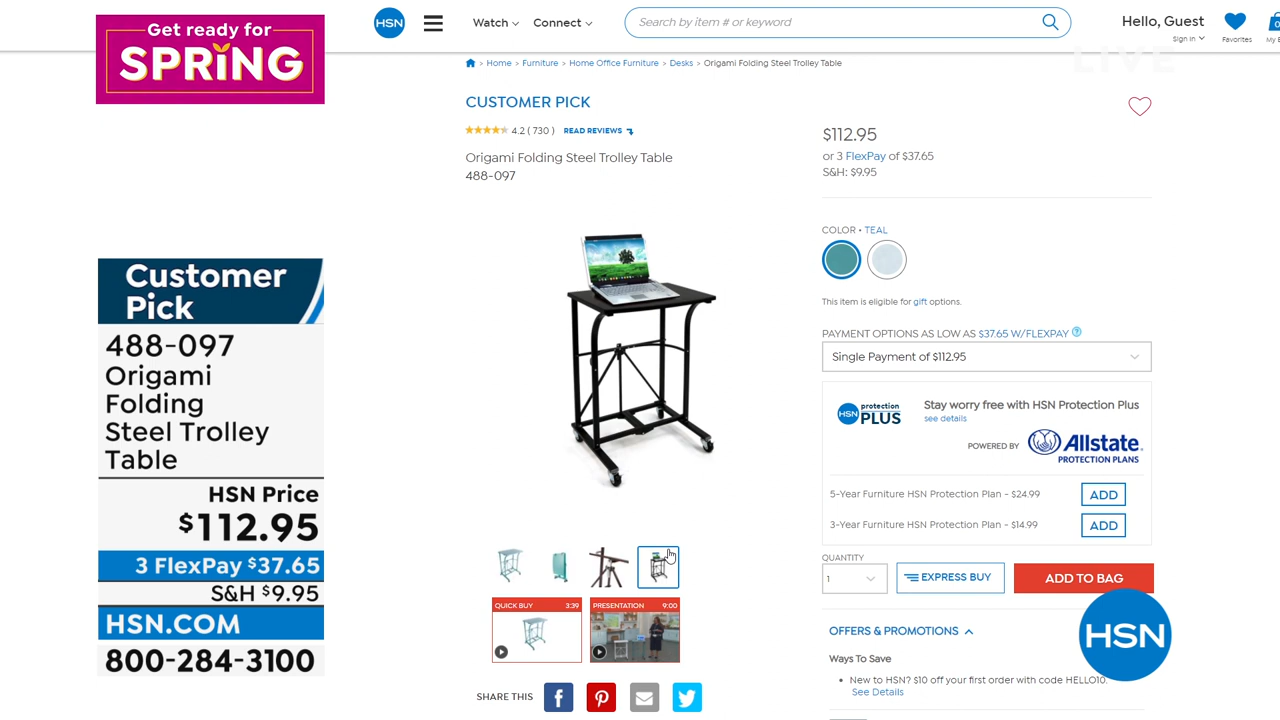 Get ready for
SPRING
HSN
Watch
Connect
Search by item # or keyword
Hello, Guest
Sign In
Favorites
0
LIVE
> Home > Furniture > Home Office Furniture > Desks > Origami Folding Steel Trolley Table
CUSTOMER PICK
4.2 ( 730 ) READ REVIEWS
Origami Folding Steel Trolley Table
488-097
$112.95
or 3 FlexPay of $37.65
S&H: $9.95
COLOR • TEAL
This item is eligible for gift options.
PAYMENT OPTIONS AS LOW AS $37.65 W/FLEXPAY ?
Single Payment of $112.95
HSN protection PLUS
Stay worry free with HSN Protection Plus
see details
POWERED BY
Allstate.
PROTECTION PLANS
5-Year Furniture HSN Protection Plan - $24.99 ADD
3-Year Furniture HSN Protection Plan - $14.99 ADD
QUANTITY
1
EXPRESS BUY
ADD TO BAG
OFFERS & PROMOTIONS
Ways To Save
• New to HSN? $10 off your first order with code HELLO10.
See Details
HSN
QUICK BUY 3:39
PRESENTATION 9:00
SHARE THIS
Customer
Pick
488-097
Origami
Folding
Steel Trolley
Table
HSN Price
$112.95
3 FlexPay $37.65
S&H $9.95
HSN.COM
800-284-3100